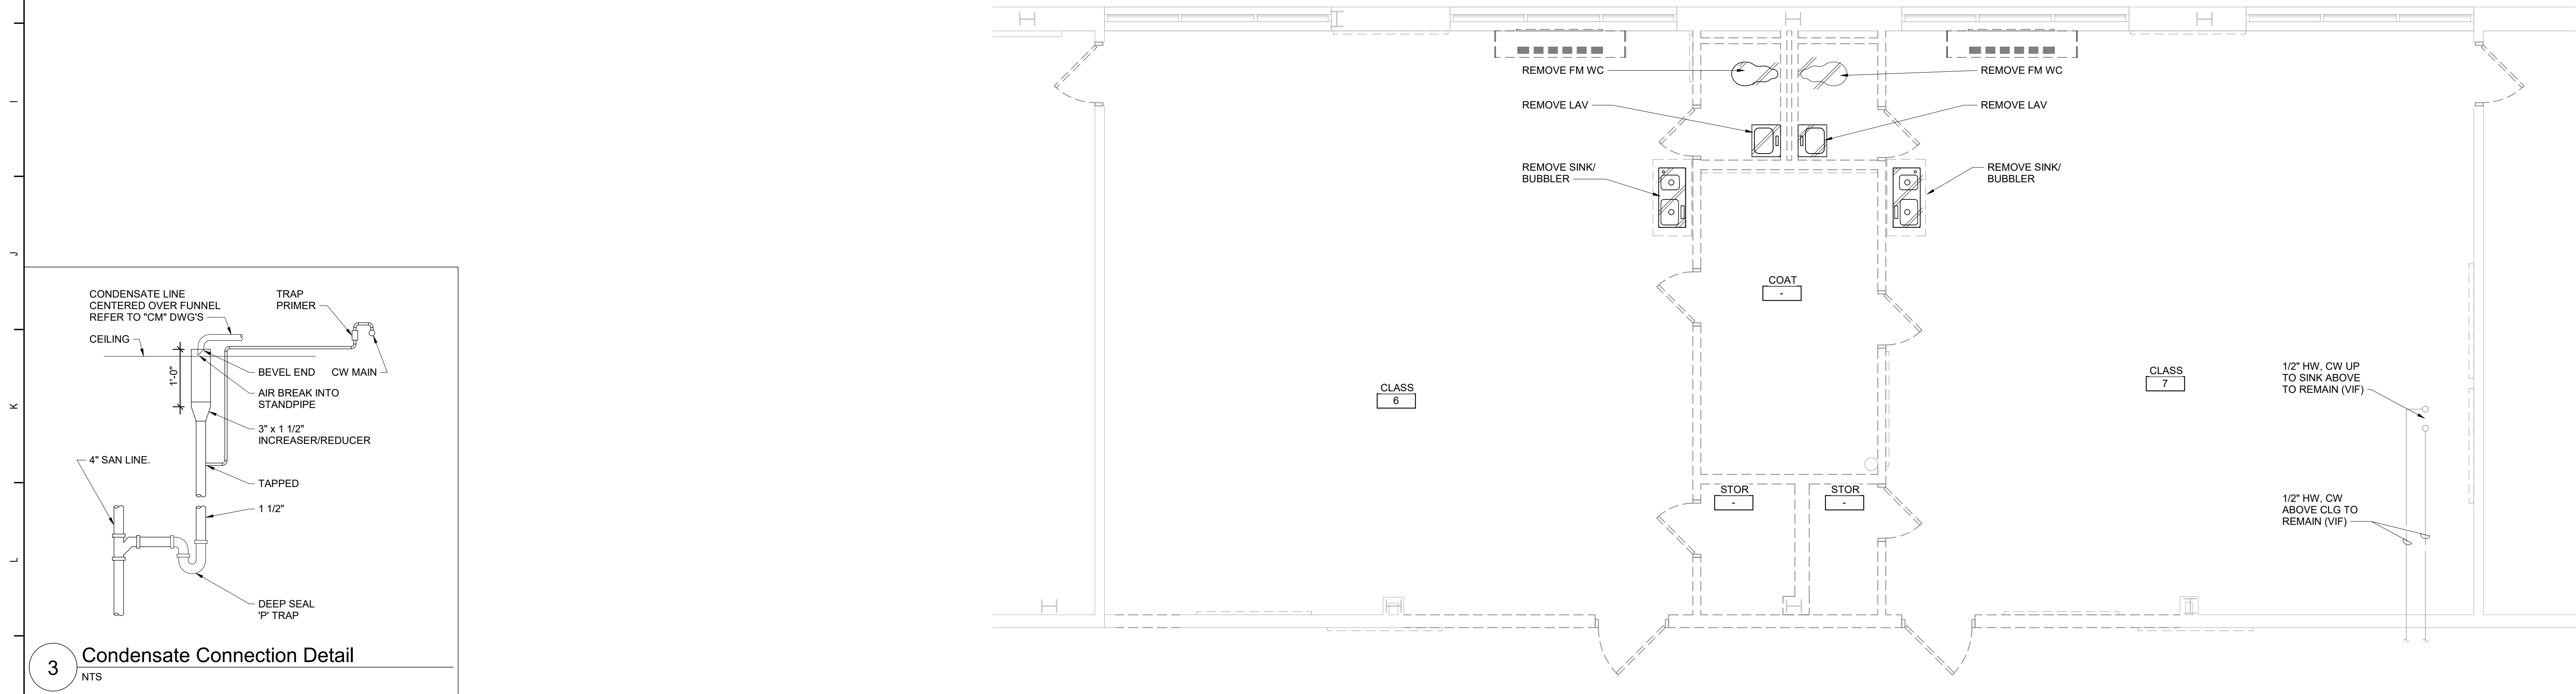 I
J
K
L
CONDENSATE LINE
CENTERED OVER FUNNEL
REFER TO "CM" DWG'S
TRAP
PRIMER
CEILING
1'-0"
BEVEL END
CW MAIN
AIR BREAK INTO
STANDPIPE
3" x 1 1/2"
INCREASER/REDUCER
4" SAN LINE.
TAPPED
1 1/2"
DEEP SEAL
'P' TRAP
3
Condensate Connection Detail
NTS
REMOVE FM WC
REMOVE LAV
REMOVE SINK/
BUBBLER
REMOVE FM WC
REMOVE LAV
REMOVE SINK/
BUBBLER
COAT
-
CLASS
6
CLASS
7
STOR
-
STOR
-
1/2" HW, CW UP
TO SINK ABOVE
TO REMAIN (VIF)
1/2" HW, CW
ABOVE CLG TO
REMAIN (VIF)